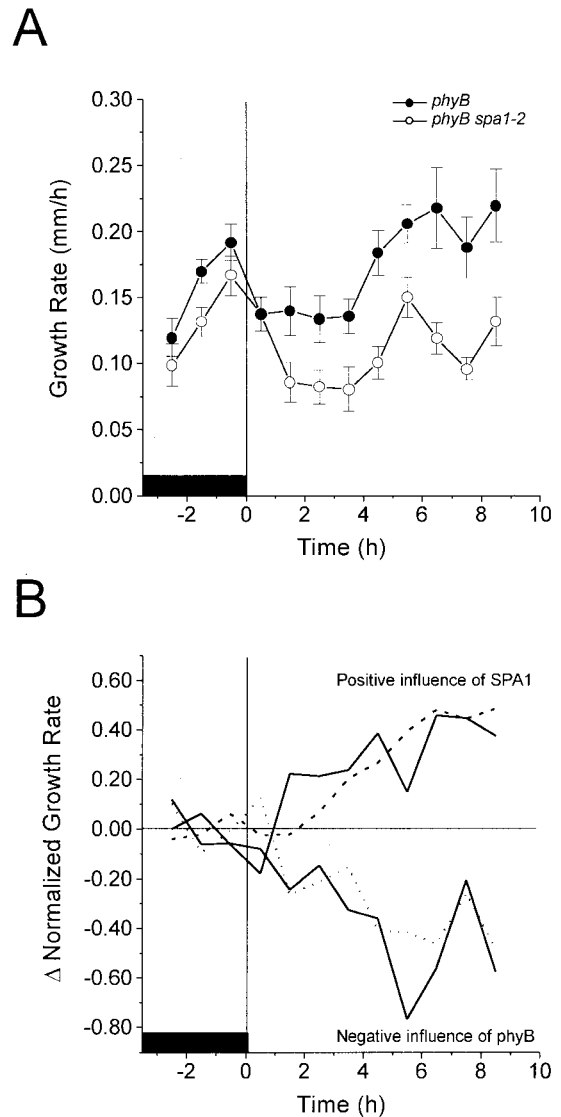 A
phyB
phyB spa1-2
0.30
0.25
0.20
0.15
0.10
0.05
0.00
Growth Rate (mm/h)
-2 0 2 4 6 8 10
Time (h)
B
Positive influence of SPA1
0.60
0.40
0.20
0.00
-0.20
-0.40
-0.60
-0.80
Δ Normalized Growth Rate
Negative influence of phyB
-2 0 2 4 6 8 10
Time (h)